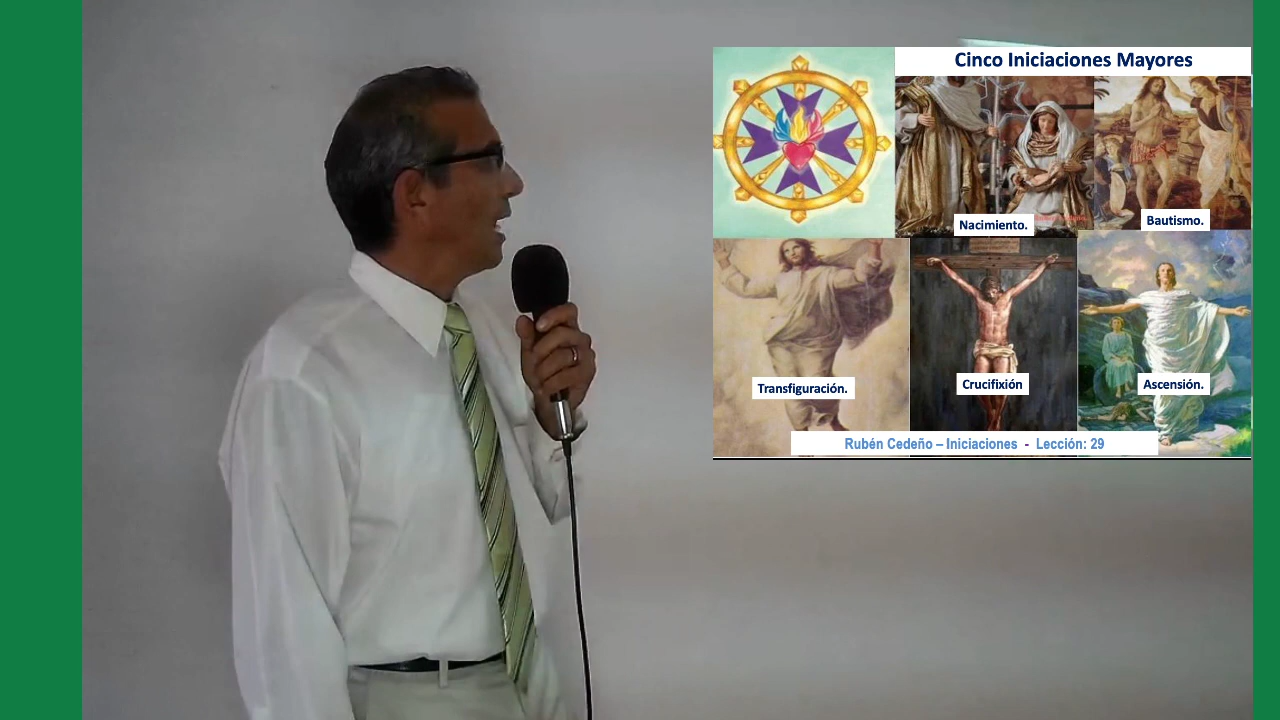 Cinco Iniciaciones Mayores
Nacimiento.
Bautismo.
Transfiguración.
Crucifixión
Ascensión.
Rubén Cedeño – Iniciaciones - Lección: 29